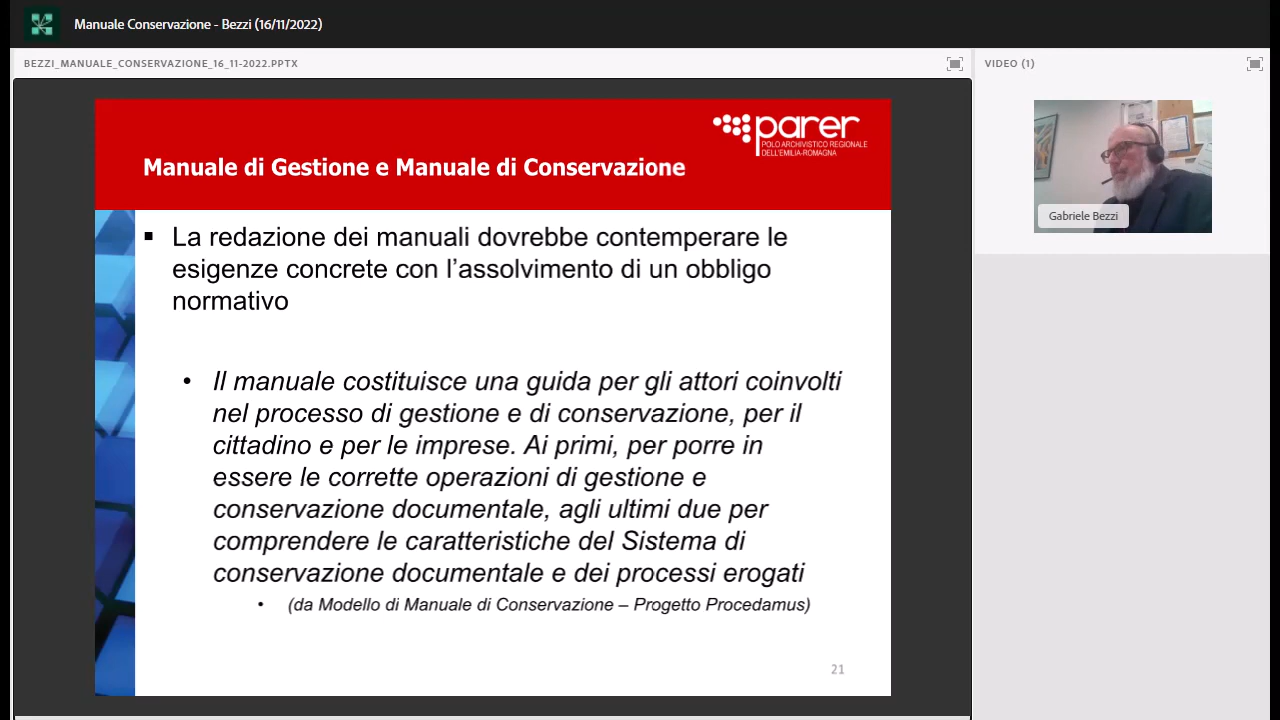 Manuale Conservazione - Bezzi (16/11/2022)
BEZZI_MANUALE_CONSERVAZIONE_16_11-2022.PPTX
VIDEO (1)
parer
POLO ARCHIVISTICO REGIONALE
DELL'EMILIA-ROMAGNA
Manuale di Gestione e Manuale di Conservazione
▪ La redazione dei manuali dovrebbe contemperare le
esigenze concrete con l'assolvimento di un obbligo
normativo
• Il manuale costituisce una guida per gli attori coinvolti
nel processo di gestione e di conservazione, per il
cittadino e per le imprese. Ai primi, per porre in
essere le corrette operazioni di gestione e
conservazione documentale, agli ultimi due per
comprendere le caratteristiche del Sistema di
conservazione documentale e dei processi erogati
• (da Modello di Manuale di Conservazione – Progetto Procedamus)
21
Gabriele Bezzi